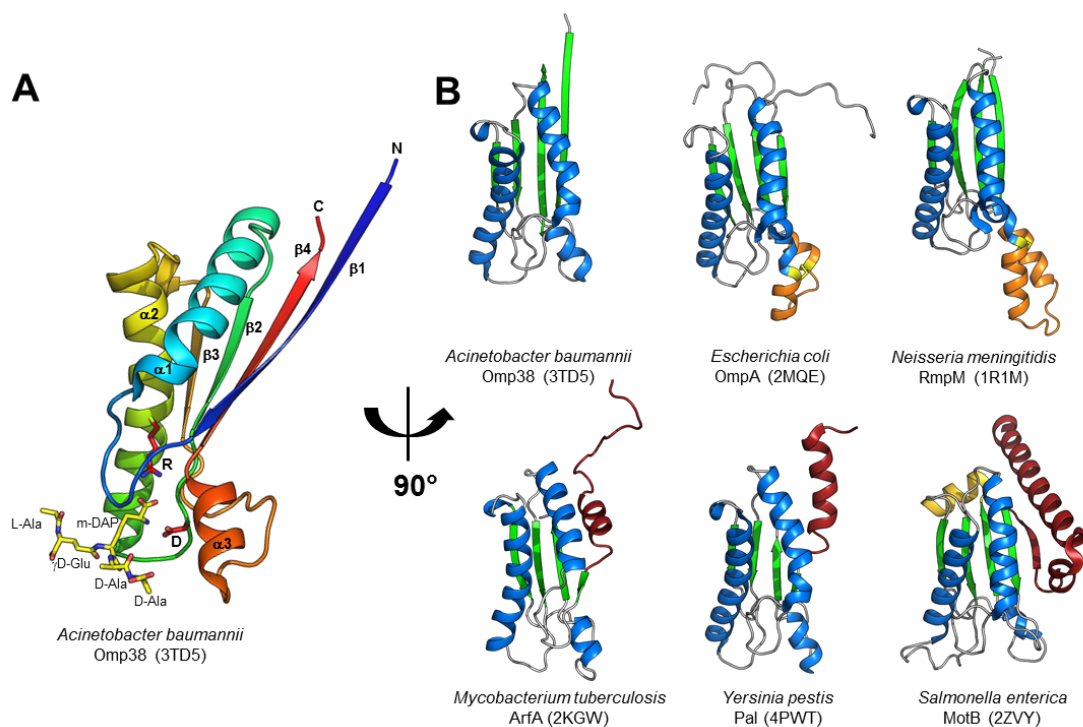 A
N
C
β4
β1
α2
β2
β3
α1
R
L-Ala
m-DAP
D
γD-Glu
α3
D-Ala
D-Ala
Acinetobacter baumannii
Omp38 (3TD5)
90°
B
Acinetobacter baumannii
Omp38 (3TD5)
Escherichia coli
OmpA (2MQE)
Neisseria meningitidis
RmpM (1R1M)
Mycobacterium tuberculosis
ArfA (2KGW)
Yersinia pestis
Pal (4PWT)
Salmonella enterica
MotB (2ZVY)